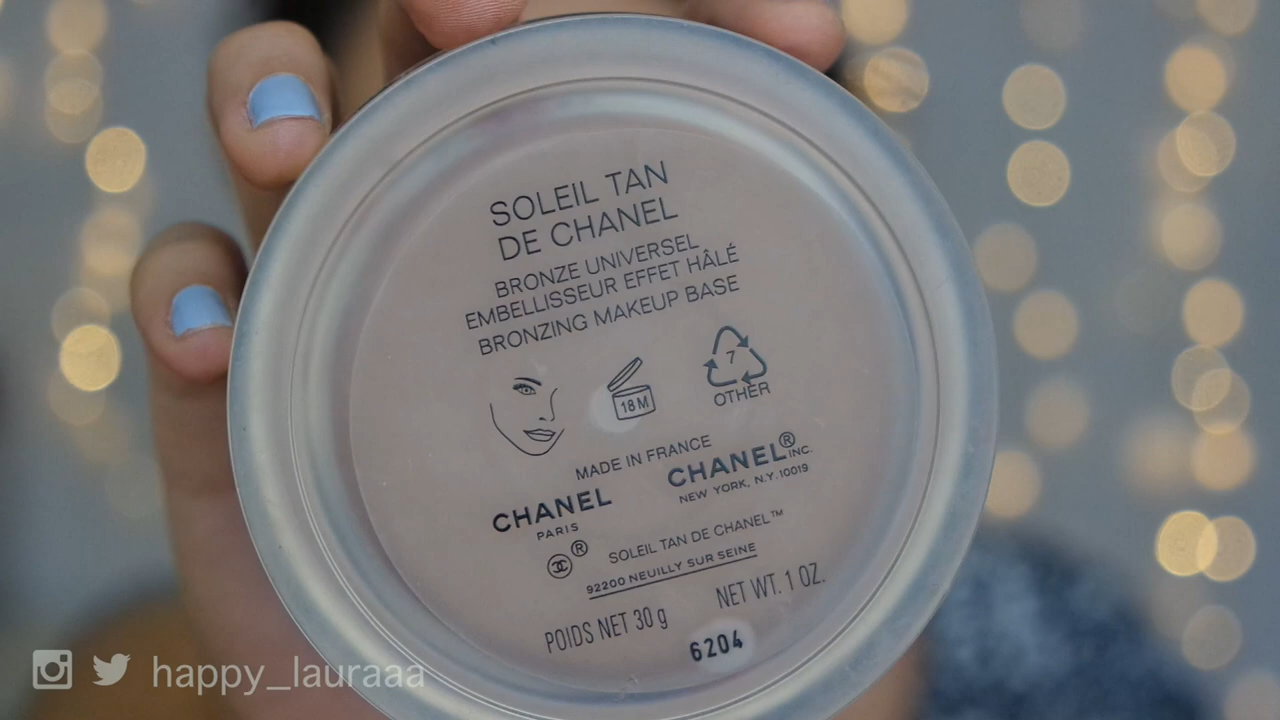 SOLEIL TAN
DE CHANEL
BRONZE UNIVERSEL
EMBELLISSEUR EFFET HÂLÉ
BRONZING MAKEUP BASE
18M
7
OTHER
MADE IN FRANCE
CHANEL
PARIS
CHANEL® INC.
NEW YORK, N.Y. 10019
®
SOLEIL TAN DE CHANEL™
92200 NEUILLY SUR SEINE
POIDS NET 30 g NET WT. 1 OZ.
6204
happy_lauraaa